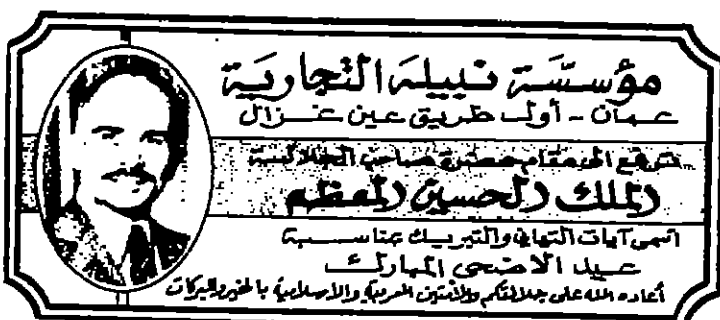 مؤسسة نبيلة التجارية
عمان - أول طريق عين غزال
ترفع الى مقام حضرة صاحب الجلالة
الملك الحسين المعظم
اسمى آيات التهاني والتبريك بمناسبة
عيد الاضحى المبارك
أعاده الله على جلالتكم والأمتين العربية والاسلامية بالخير والبركات